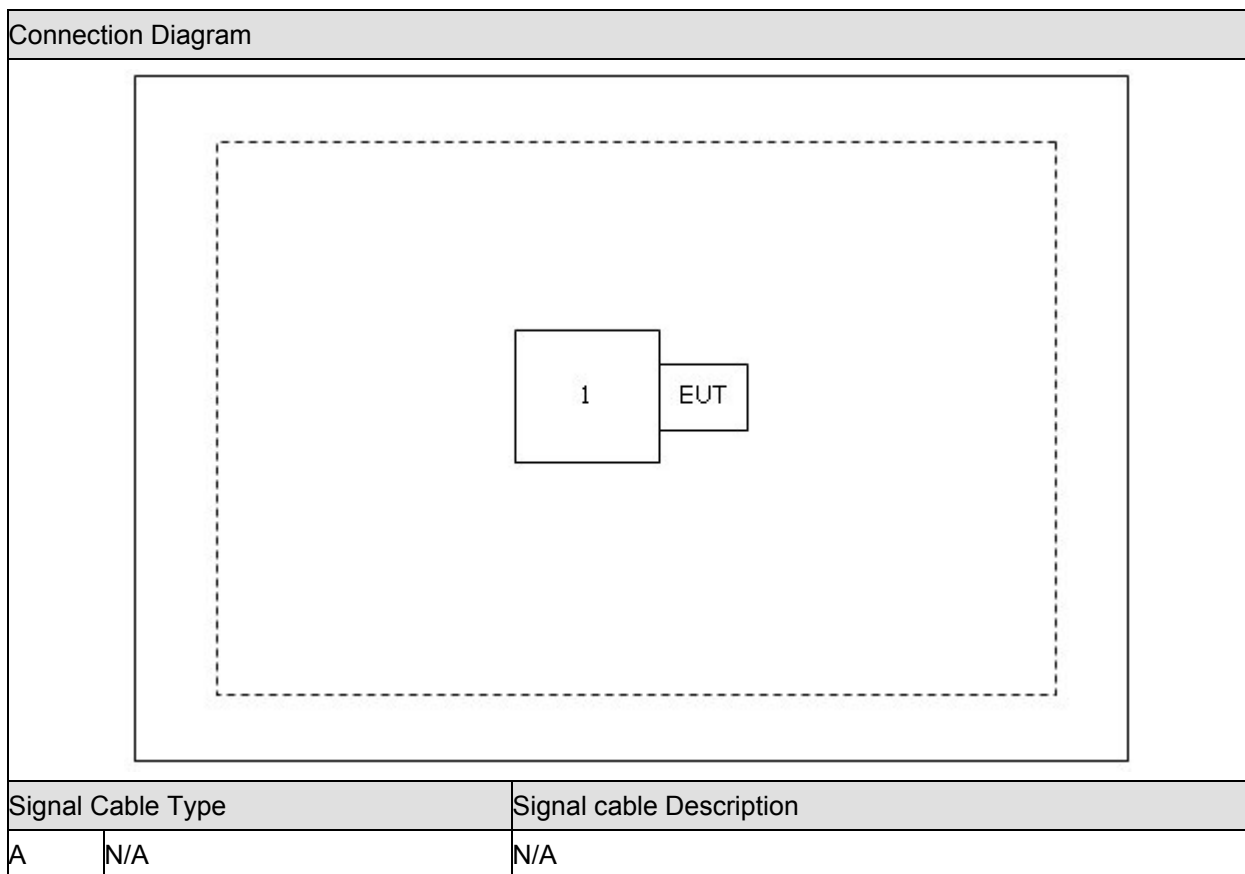 Connection Diagram
1 EUT
Signal Cable Type Signal cable Description
A N/A N/A